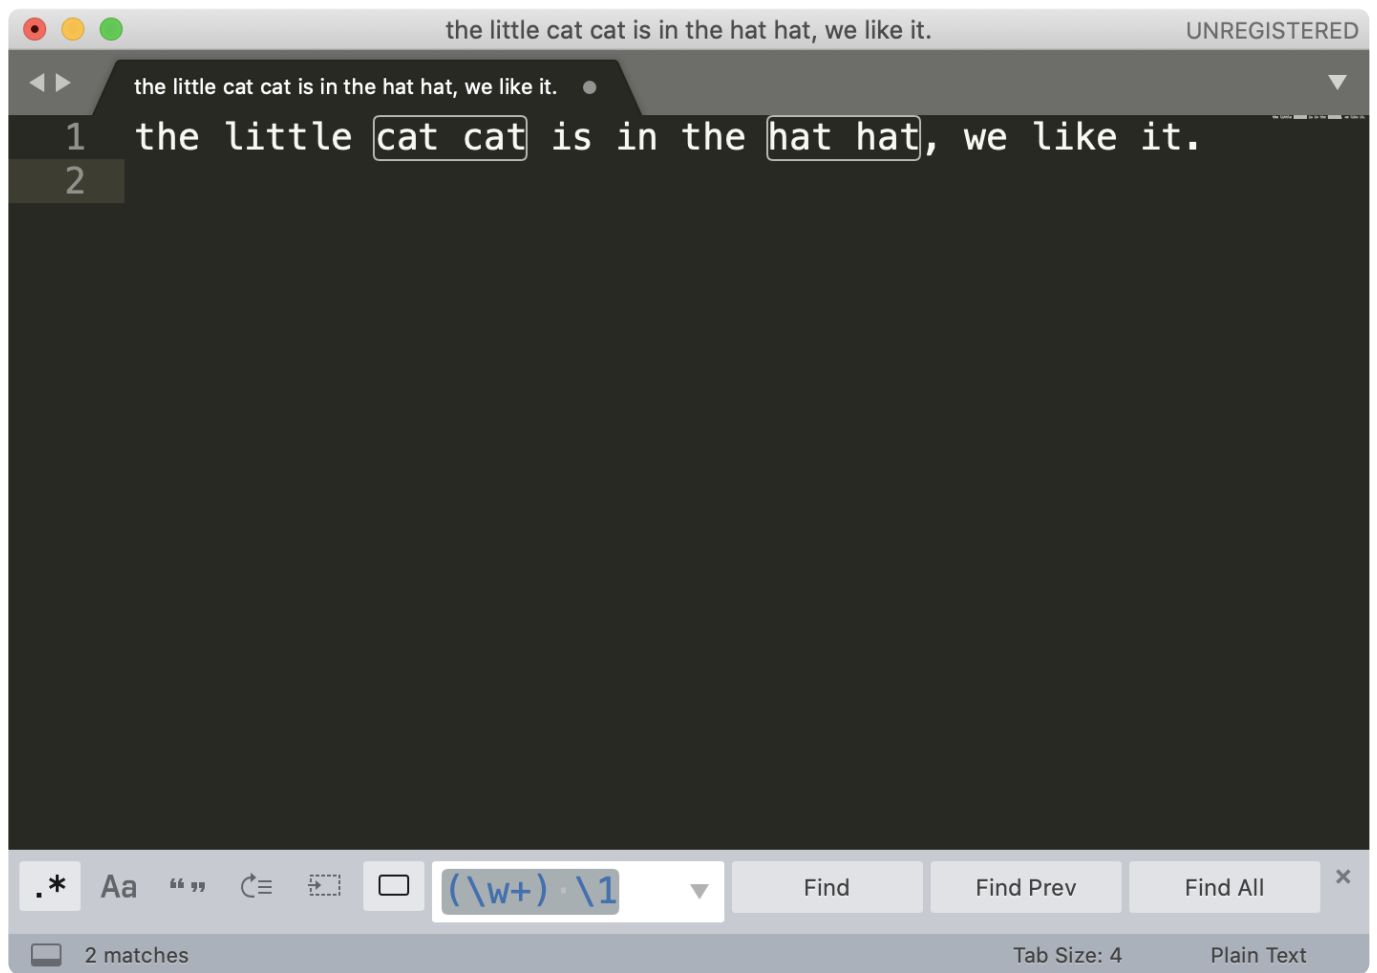 the little cat cat is in the hat hat, we like it.
UNREGISTERED
the little cat cat is in the hat hat, we like it.
1 the little cat cat is in the hat hat, we like it.
2
.* Aa “ ” (\w+) \1 Find Find Prev Find All ×
2 matches Tab Size: 4 Plain Text